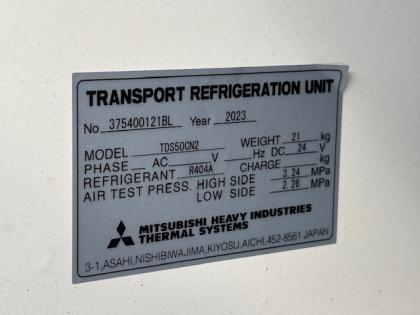 TRANSPORT REFRIGERATION UNIT
No. 375400121BL Year 2023
MODEL TDS50CN2 WEIGHT 21 kg
PHASE - AC V Hz DC 24 V
REFRIGERANT R404A CHARGE kg
AIR TEST PRESS. HIGH SIDE 3.24 MPa
LOW SIDE 2.26 MPa
MITSUBISHI HEAVY INDUSTRIES
THERMAL SYSTEMS
3-1, ASAHI, NISHIBIWAJIMA, KIYOSU, AICHI, 452-8561 JAPAN